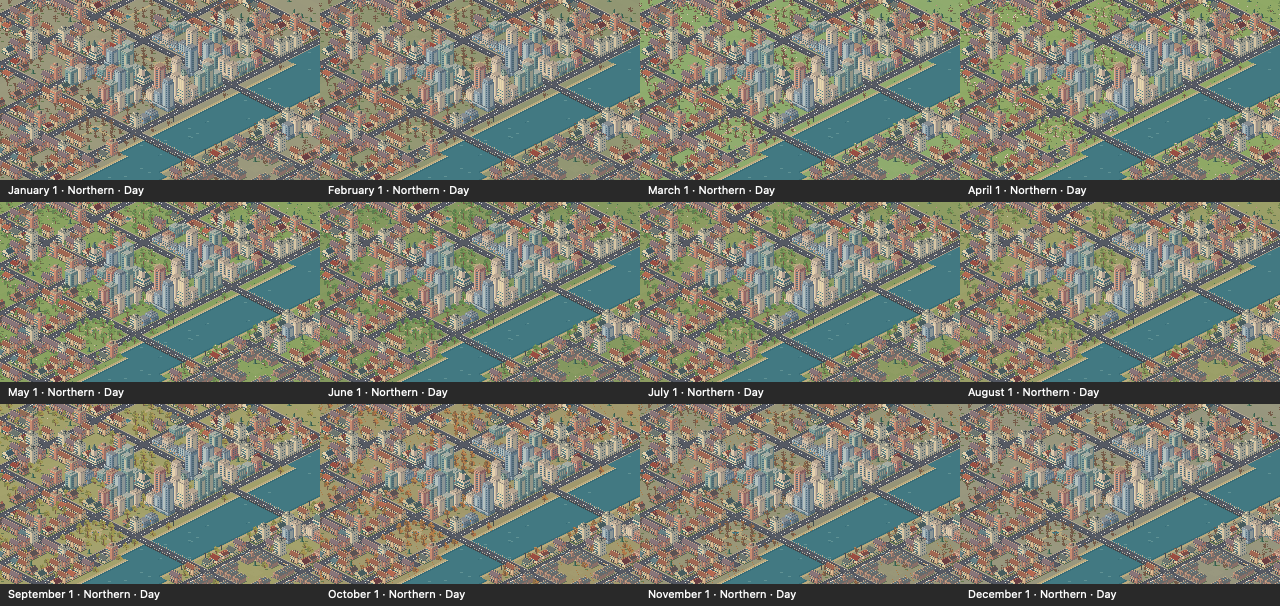 January 1 · Northern · Day
February 1 · Northern · Day
March 1 · Northern · Day
April 1 · Northern · Day
May 1 · Northern · Day
June 1 · Northern · Day
July 1 · Northern · Day
August 1 · Northern · Day
September 1 · Northern · Day
October 1 · Northern · Day
November 1 · Northern · Day
December 1 · Northern · Day